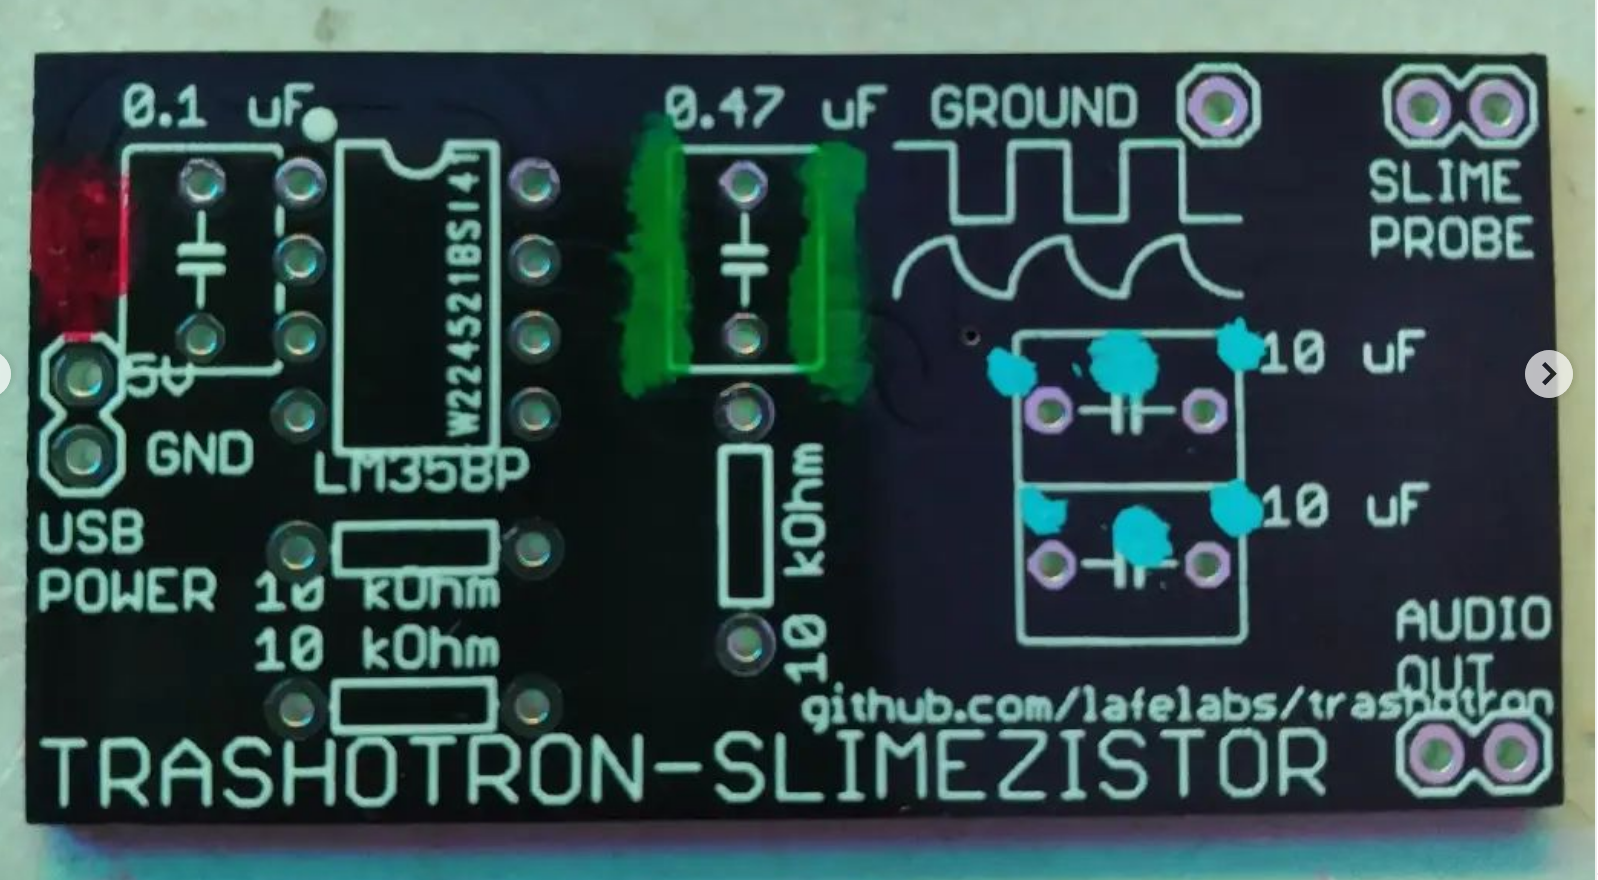 0.1 uF
0.47 uF
GROUND
SLIME
PROBE
W224521BS141
5V
GND
LM358P
USB
POWER
10 kOhm
10 kOhm
10 kOhm
10 uF
10 uF
AUDIO
OUT
github.com/lafelabs/trashotron
TRASHOTRON-SLIMEZISTOR